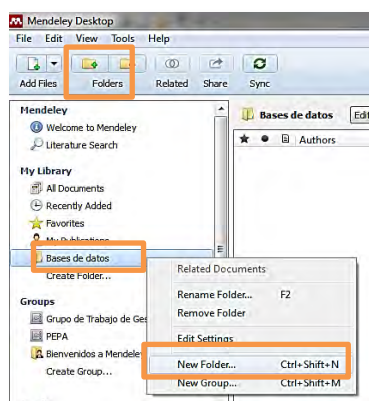 Mendeley Desktop
File Edit View Tools Help
Add Files Folders Related Share Sync
Mendeley
Welcome to Mendeley
Literature Search
My Library
All Documents
Recently Added
Favorites
My Publications
Bases de datos
Create Folder...
Groups
Grupo de Trabajo de Ges
PEPA
Bienvenidos a Mendele
Create Group...
Bases de datos Edit
Authors
Related Documents
Rename Folder... F2
Remove Folder
Edit Settings
New Folder... Ctrl+Shift+N
New Group... Ctrl+Shift+M